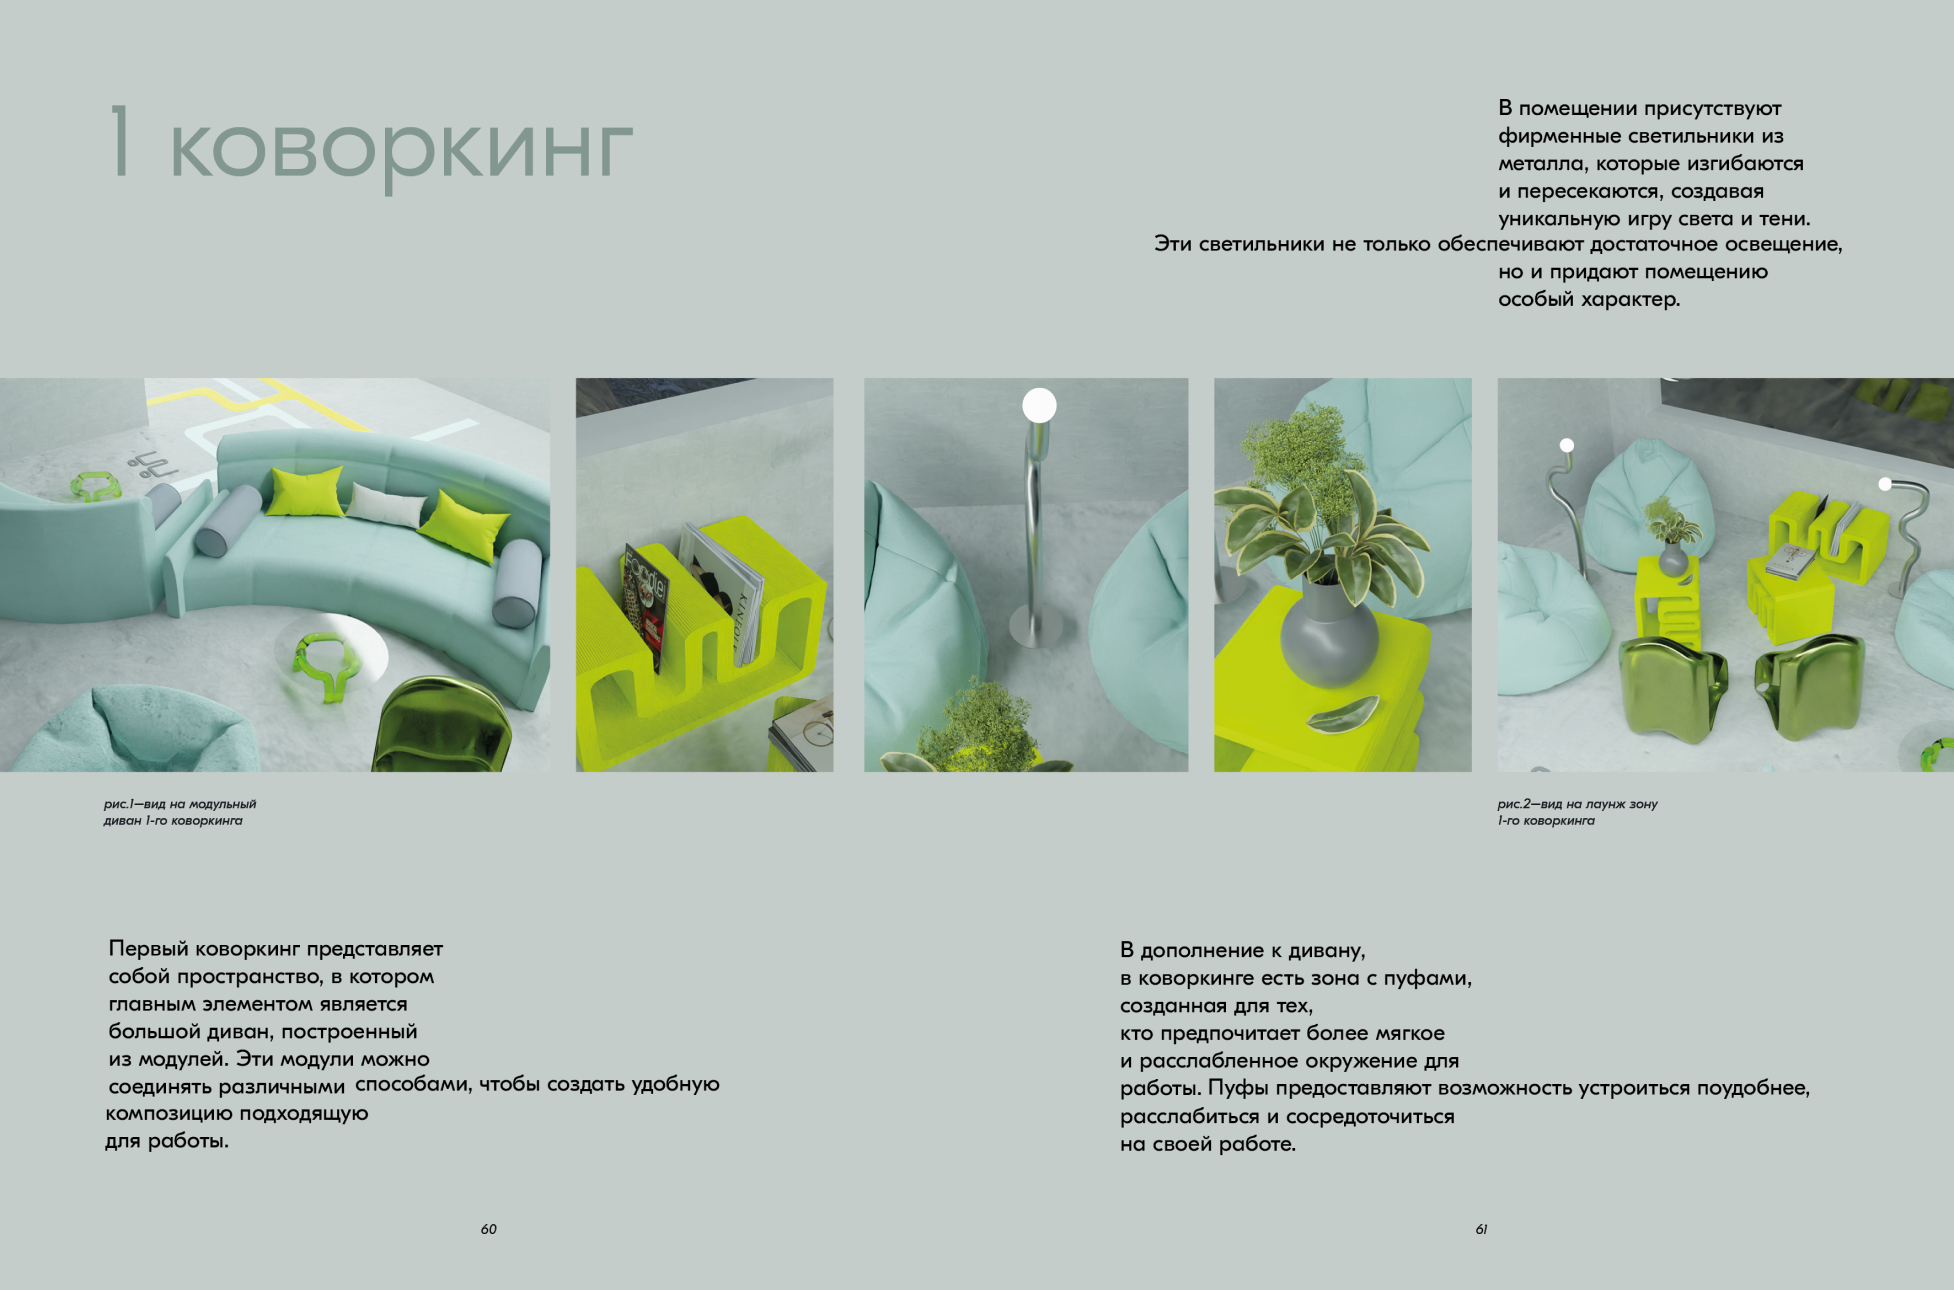 1 коворкинг
В помещении присутствуют
фирменные светильники из
металла, которые изгибаются
и пересекаются, создавая
уникальную игру света и тени.
Эти светильники не только обеспечивают достаточное освещение,
но и придают помещению
особый характер.
рис.1—вид на модульный
диван 1-го коворкинга
рис.2—вид на лаунж зону
1-го коворкинга
Первый коворкинг представляет
собой пространство, в котором
главным элементом является
большой диван, построенный
из модулей. Эти модули можно
соединять различными способами, чтобы создать удобную
композицию подходящую
для работы.
В дополнение к дивану,
в коворкинге есть зона с пуфами,
созданная для тех,
кто предпочитает более мягкое
и расслабленное окружение для
работы. Пуфы предоставляют возможность устроиться поудобнее,
расслабиться и сосредоточиться
на своей работе.
60
61